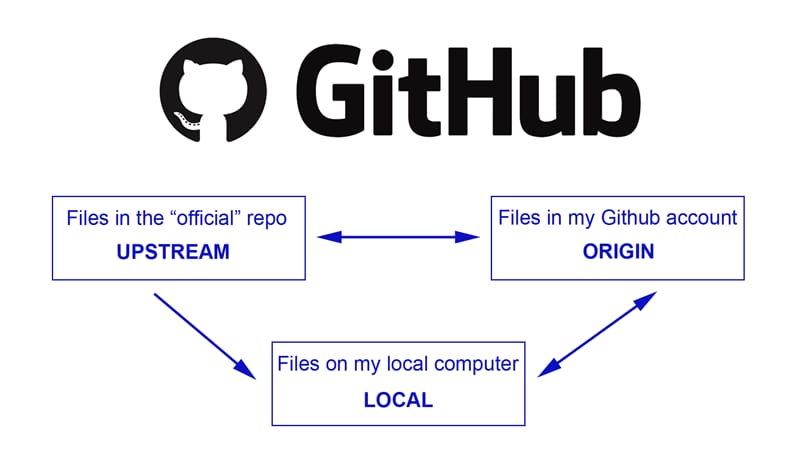 GitHub
Files in the “official” repo
UPSTREAM
Files in my Github account
ORIGIN
Files on my local computer
LOCAL